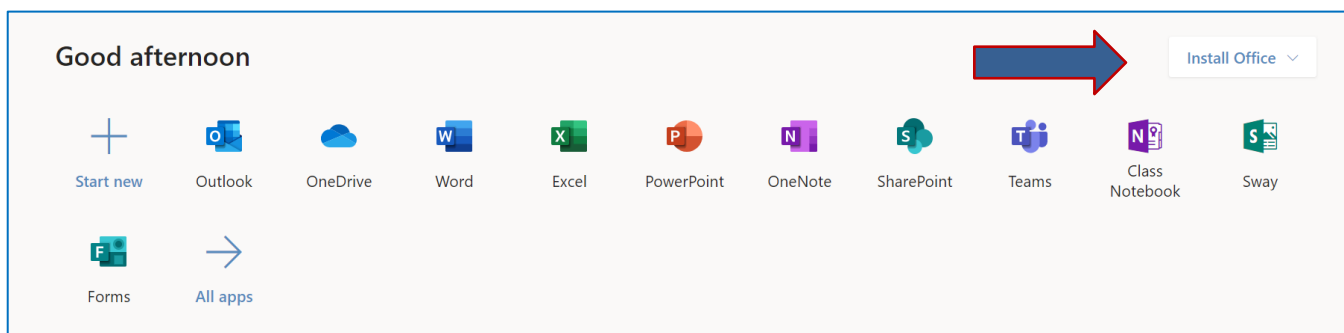 Good afternoon
Install Office
Start new
Outlook
OneDrive
Word
Excel
PowerPoint
OneNote
SharePoint
Teams
Class
Notebook
Sway
Forms
All apps